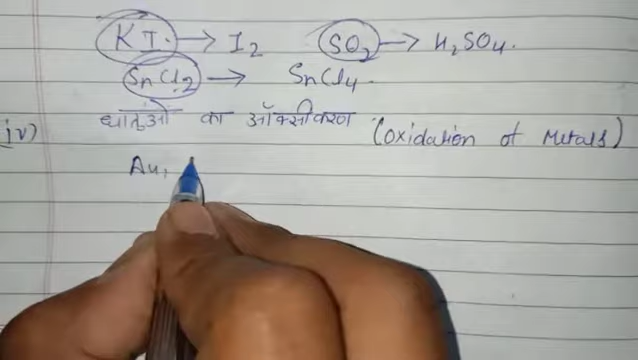 KI. → I₂ SO₂ → H₂SO₄.
SnCl₂ → SnCl₄.
iv) धातुओं का ऑक्सीकरण (Oxidation of Metals)
Au,